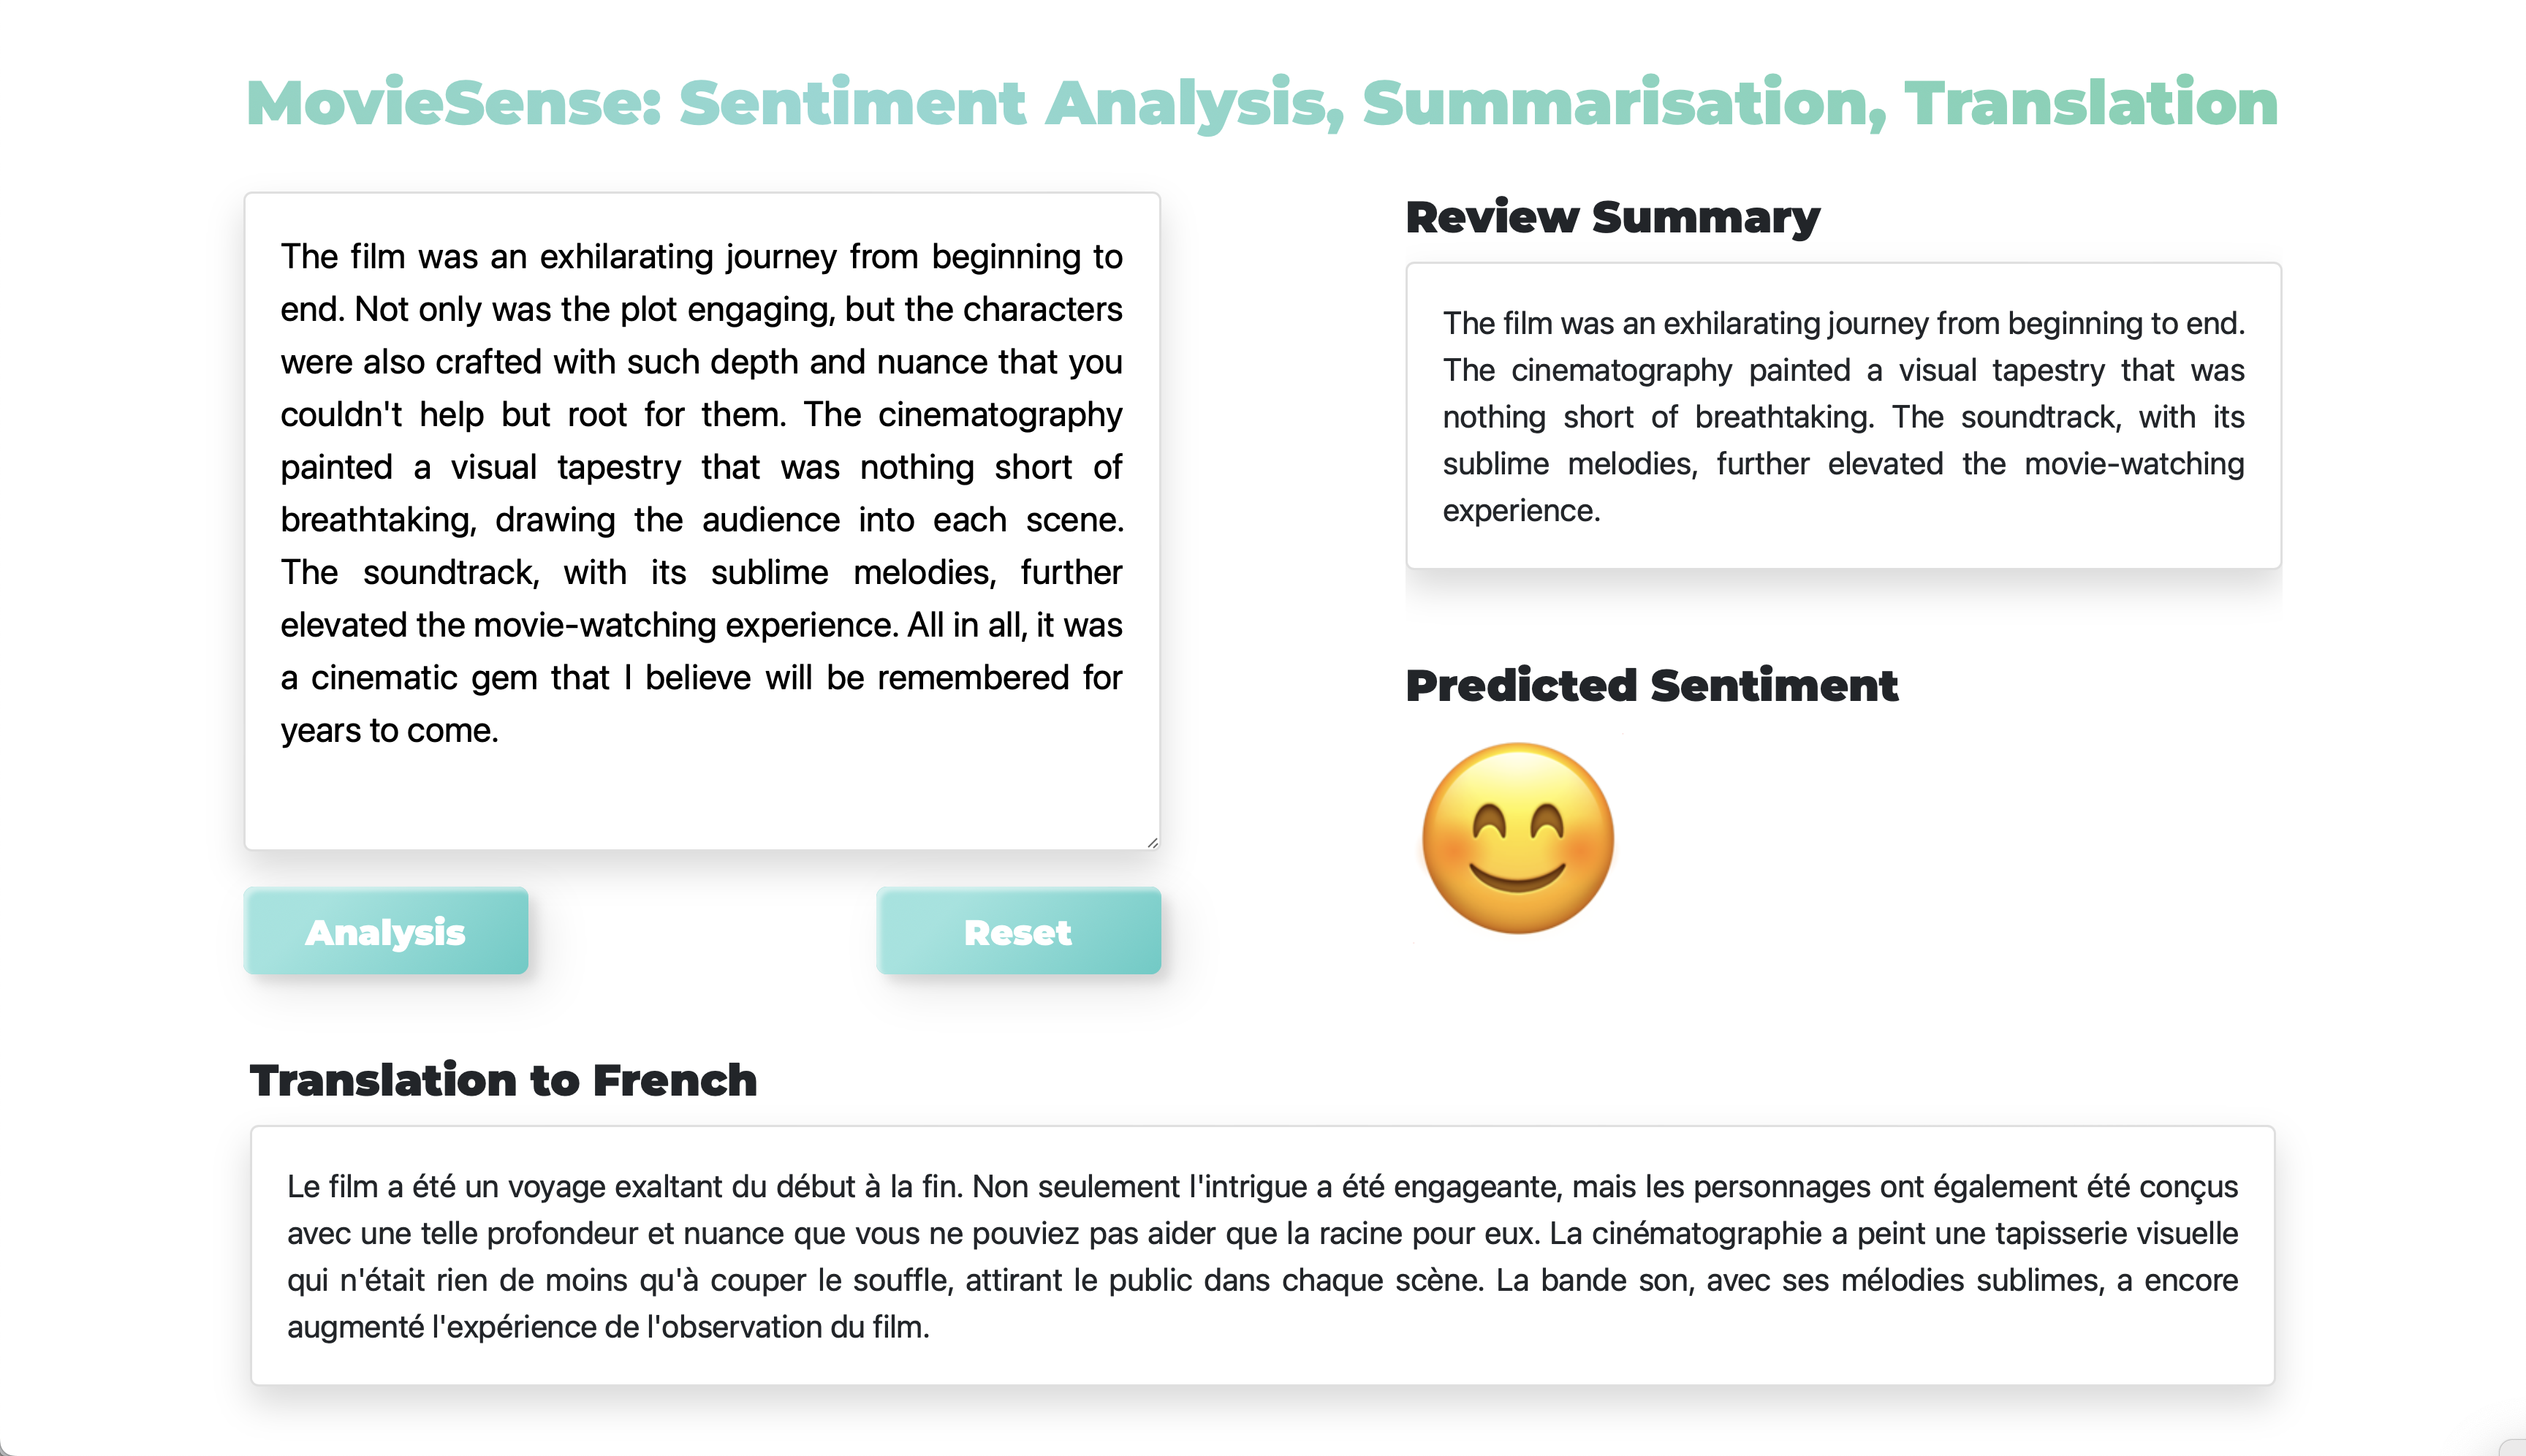 MovieSense: Sentiment Analysis, Summarisation, Translation
The film was an exhilarating journey from beginning to
end. Not only was the plot engaging, but the characters
were also crafted with such depth and nuance that you
couldn't help but root for them. The cinematography
painted a visual tapestry that was nothing short of
breathtaking, drawing the audience into each scene.
The soundtrack, with its sublime melodies, further
elevated the movie-watching experience. All in all, it was
a cinematic gem that I believe will be remembered for
years to come.
Analysis
Reset
Review Summary
The film was an exhilarating journey from beginning to end.
The cinematography painted a visual tapestry that was
nothing short of breathtaking. The soundtrack, with its
sublime melodies, further elevated the movie-watching
experience.
Predicted Sentiment
Translation to French
Le film a été un voyage exaltant du début à la fin. Non seulement l'intrigue a été engageante, mais les personnages ont également été conçus
avec une telle profondeur et nuance que vous ne pouviez pas aider que la racine pour eux. La cinématographie a peint une tapisserie visuelle
qui n'était rien de moins qu'à couper le souffle, attirant le public dans chaque scène. La bande son, avec ses mélodies sublimes, a encore
augmenté l'expérience de l'observation du film.